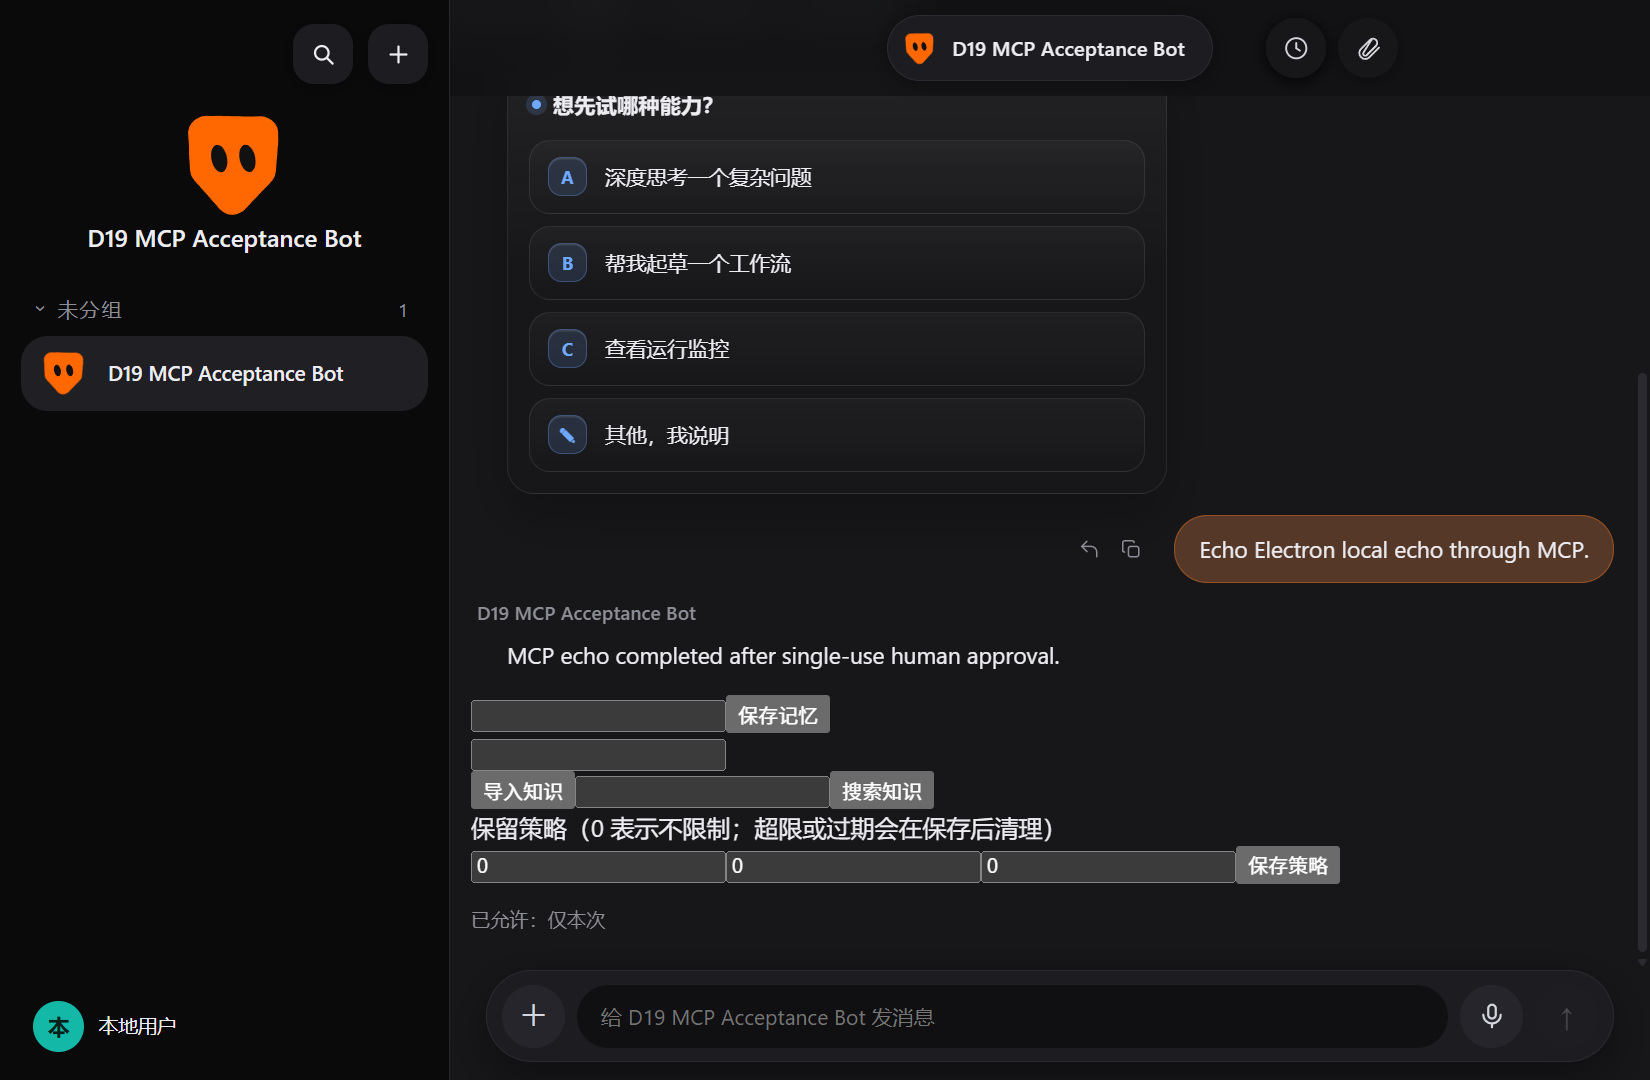 D19 MCP Acceptance Bot
未分组 1
D19 MCP Acceptance Bot
本 本地用户
D19 MCP Acceptance Bot
想先试哪种能力？
A 深度思考一个复杂问题
B 帮我起草一个工作流
C 查看运行监控
其他，我说明
Echo Electron local echo through MCP.
D19 MCP Acceptance Bot
MCP echo completed after single-use human approval.
保存记忆
导入知识 搜索知识
保留策略（0 表示不限制；超限或过期会在保存后清理）
0 0 0 保存策略
已允许：仅本次
给 D19 MCP Acceptance Bot 发消息